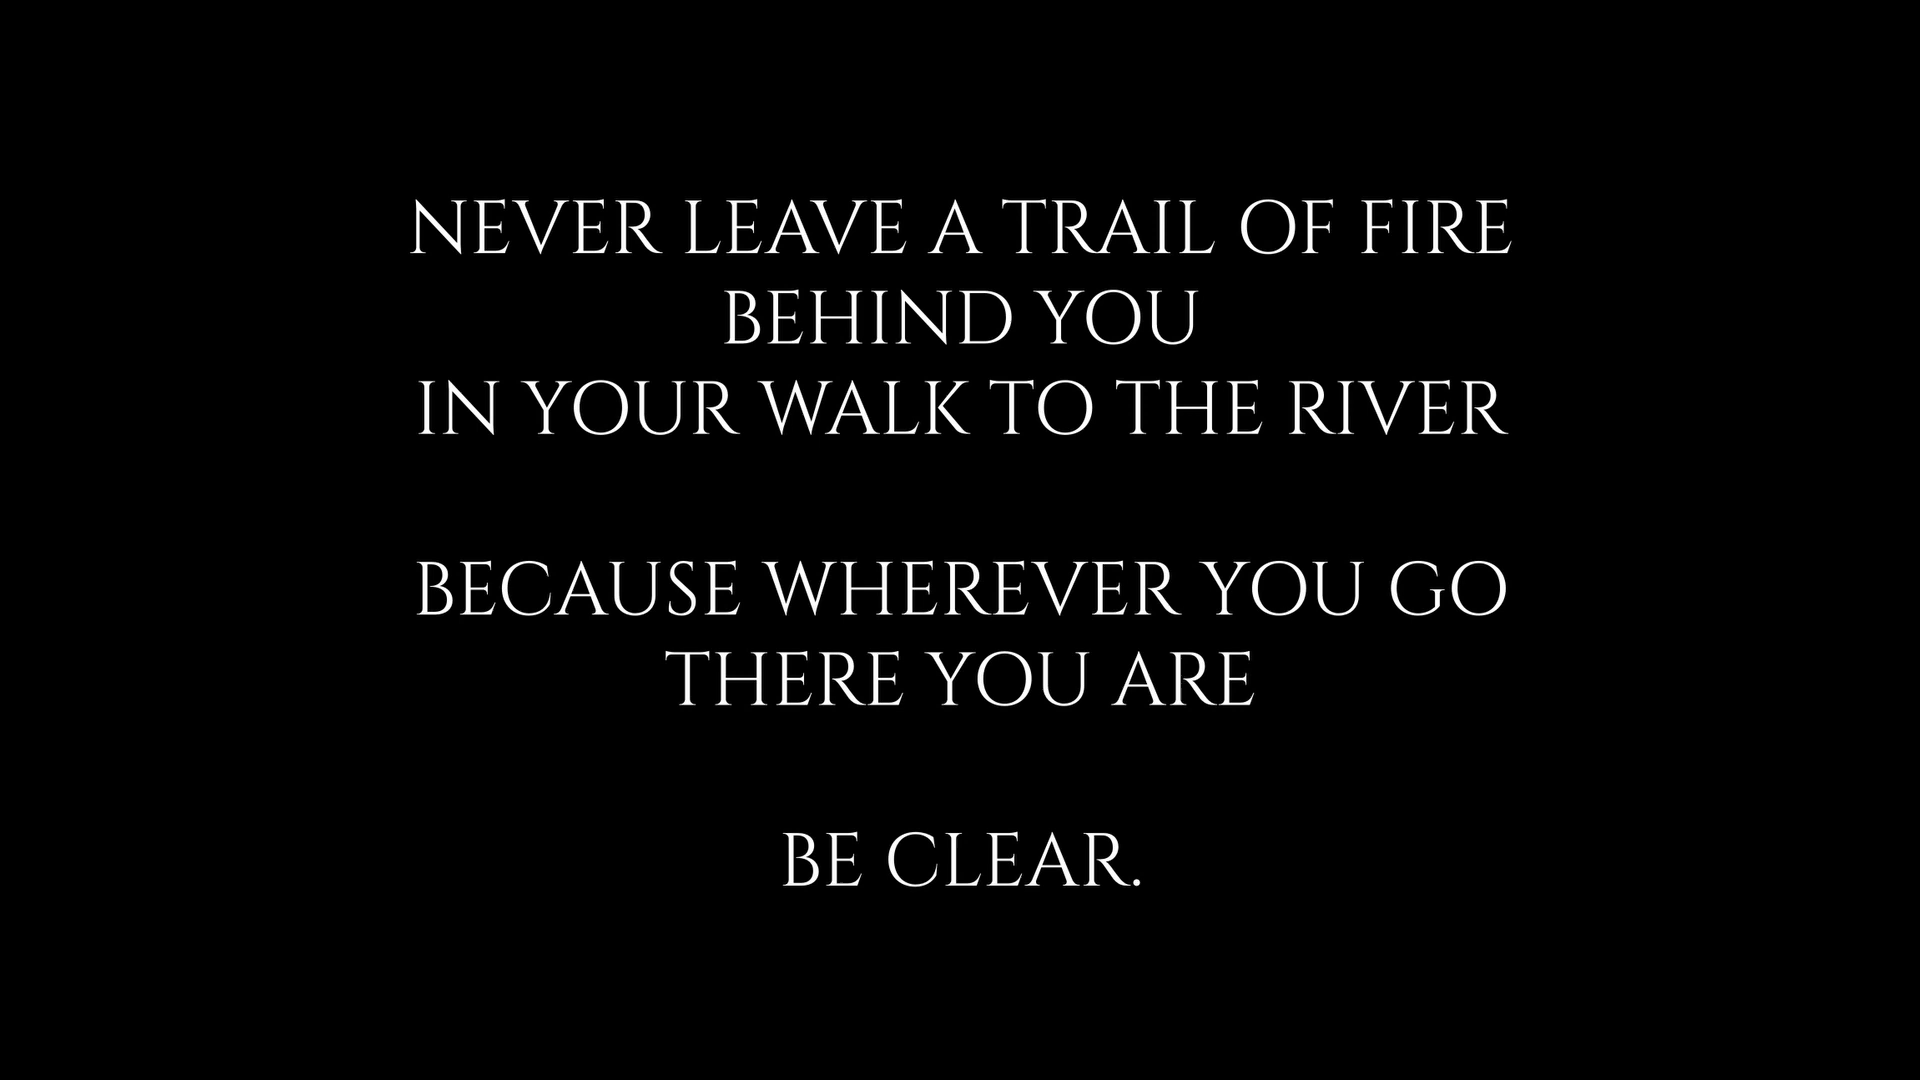 NEVER LEAVE A TRAIL OF FIRE
BEHIND YOU
IN YOUR WALK TO THE RIVER
BECAUSE WHEREVER YOU GO
THERE YOU ARE
BE CLEAR.